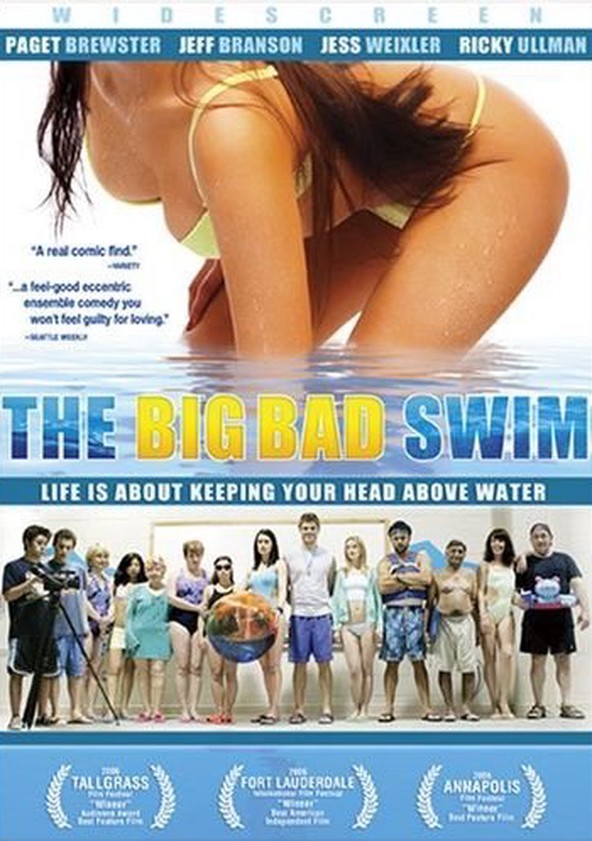 WIDESCREEN
PAGET BREWSTER JEFF BRANSON JESS WEIXLER RICKY ULLMAN
"A real comic find."
–VARIETY
"...a feel-good eccentric
ensemble comedy you
won't feel guilty for loving."
–SEATTLE WEEKLY
THE BIG BAD SWIM
LIFE IS ABOUT KEEPING YOUR HEAD ABOVE WATER
2006
TALLGRASS
Film Festival
"Winner"
Audience Award
Best Feature Film
2006
FORT LAUDERDALE
International Film Festival
"Winner"
Best American
Independent Film
2006
ANNAPOLIS
Film Festival
"Winner"
Best Feature Film